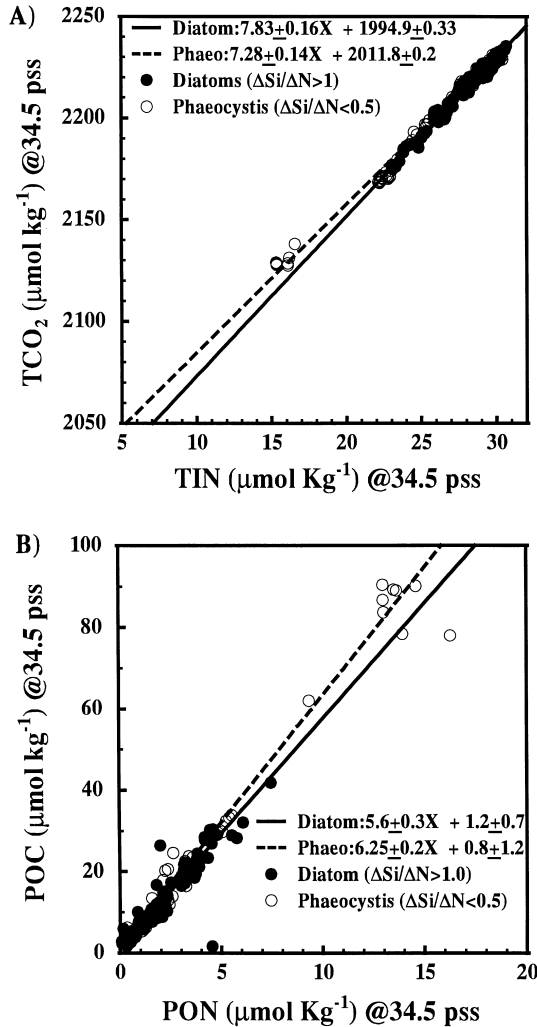 A)
Diatom:7.83±0.16X + 1994.9±0.33
Phaeo:7.28±0.14X + 2011.8±0.2
Diatoms (ΔSi/ΔN>1)
Phaeocystis (ΔSi/ΔN<0.5)
TCO₂ (μmol kg⁻¹) @34.5 pss
2250
2200
2150
2100
2050
5 10 15 20 25 30
TIN (μmol Kg⁻¹) @34.5 pss
B)
POC (μmol kg⁻¹) @34.5 pss
100
80
60
40
20
0
Diatom:5.6±0.3X + 1.2±0.7
Phaeo:6.25±0.2X + 0.8±1.2
Diatom (ΔSi/ΔN>1.0)
Phaeocystis (ΔSi/ΔN<0.5)
0 5 10 15 20
PON (μmol Kg⁻¹) @34.5 pss